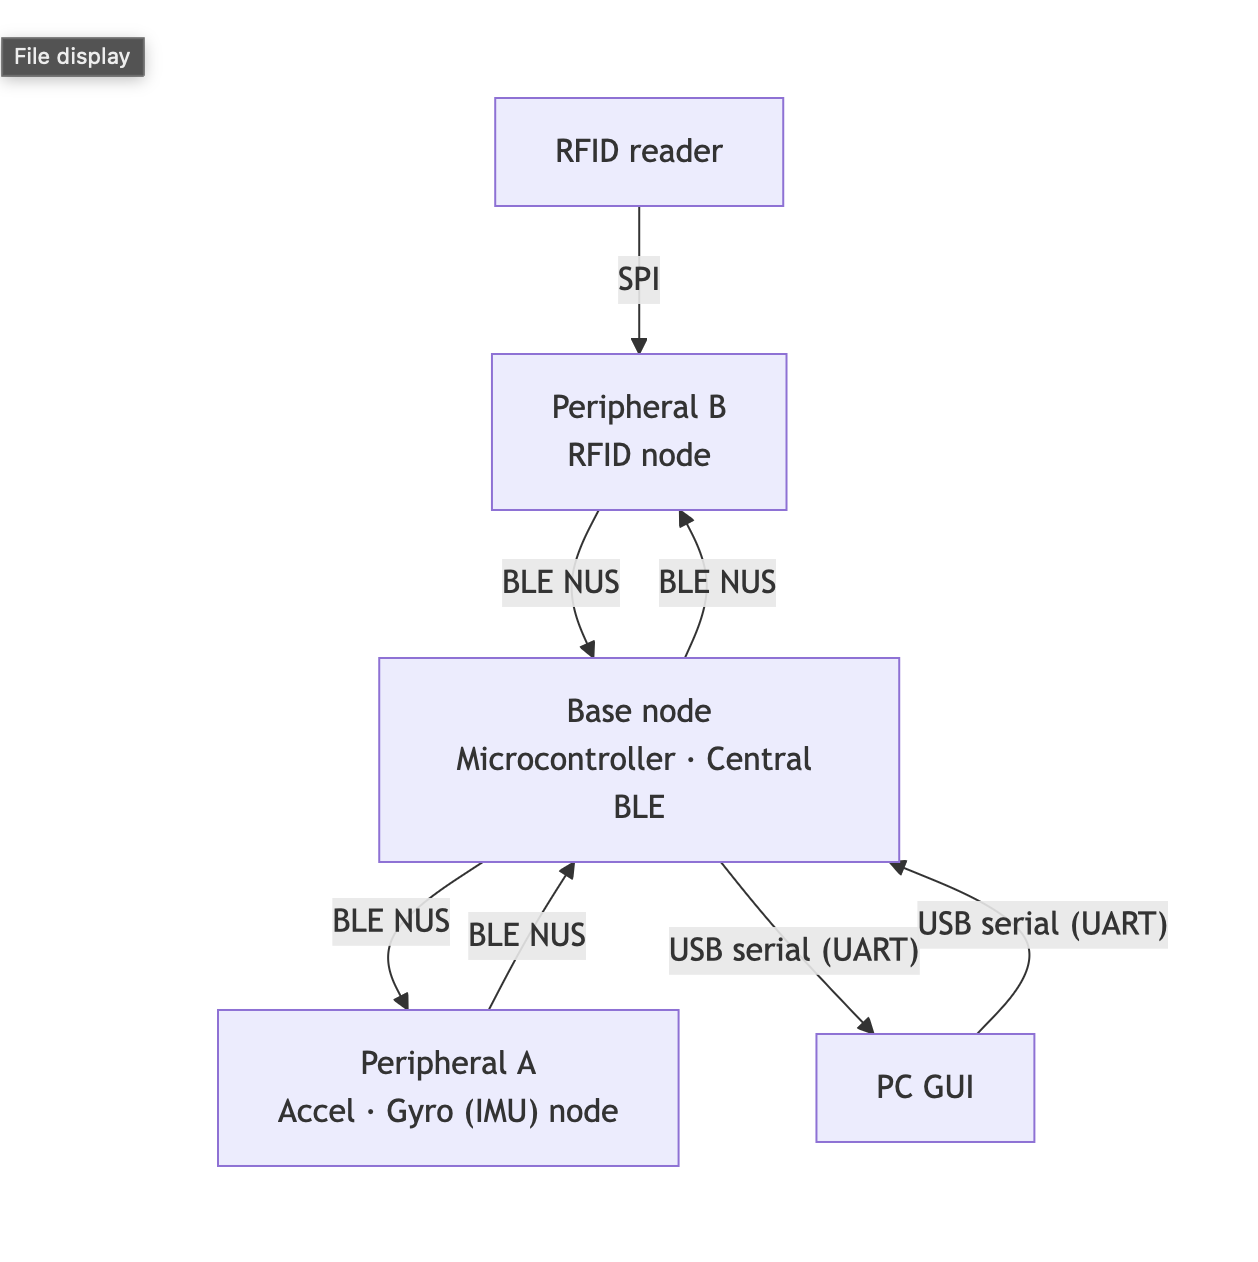 File display
RFID reader
SPI
Peripheral B
RFID node
BLE NUS
BLE NUS
Base node
Microcontroller · Central
BLE
BLE NUS
BLE NUS
USB serial (UART)
USB serial (UART)
Peripheral A
Accel · Gyro (IMU) node
PC GUI